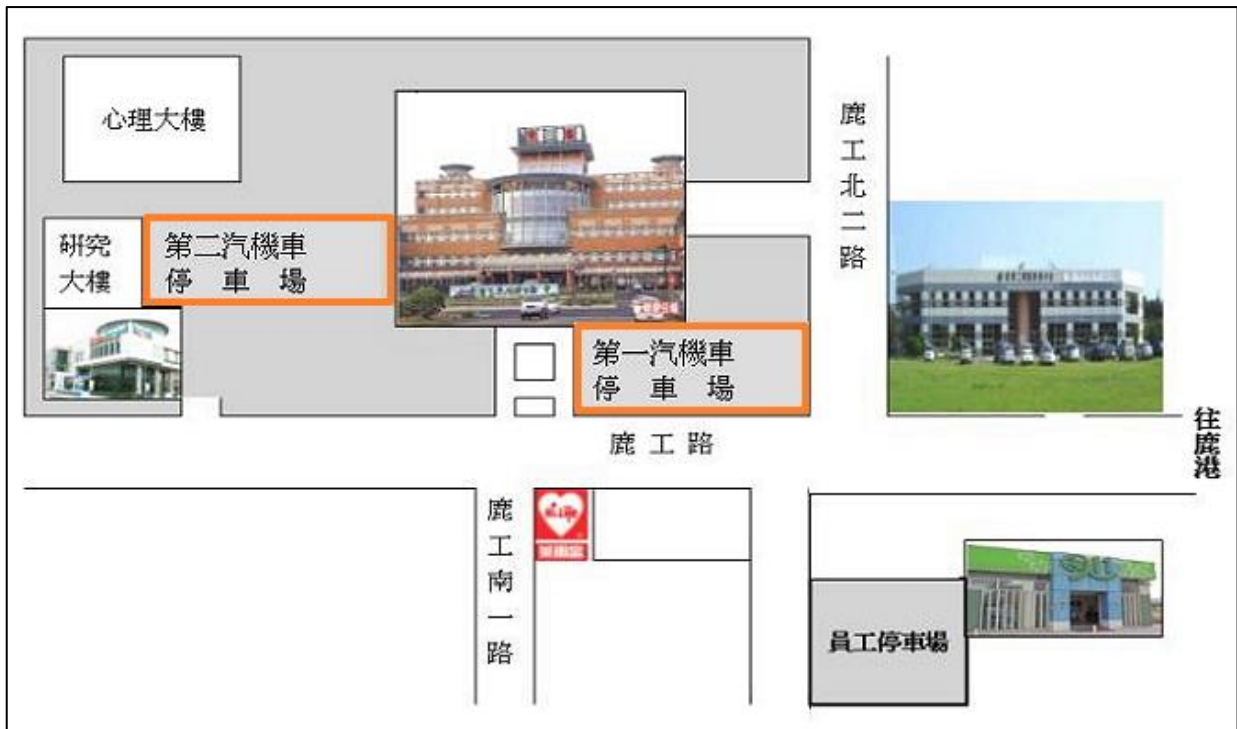 心理大樓
研究
大樓
第二汽機車
停 車 場
第一汽機車
停 車 場
鹿工北二路
鹿 工 路
往鹿港
鹿工南一路
員工停車場